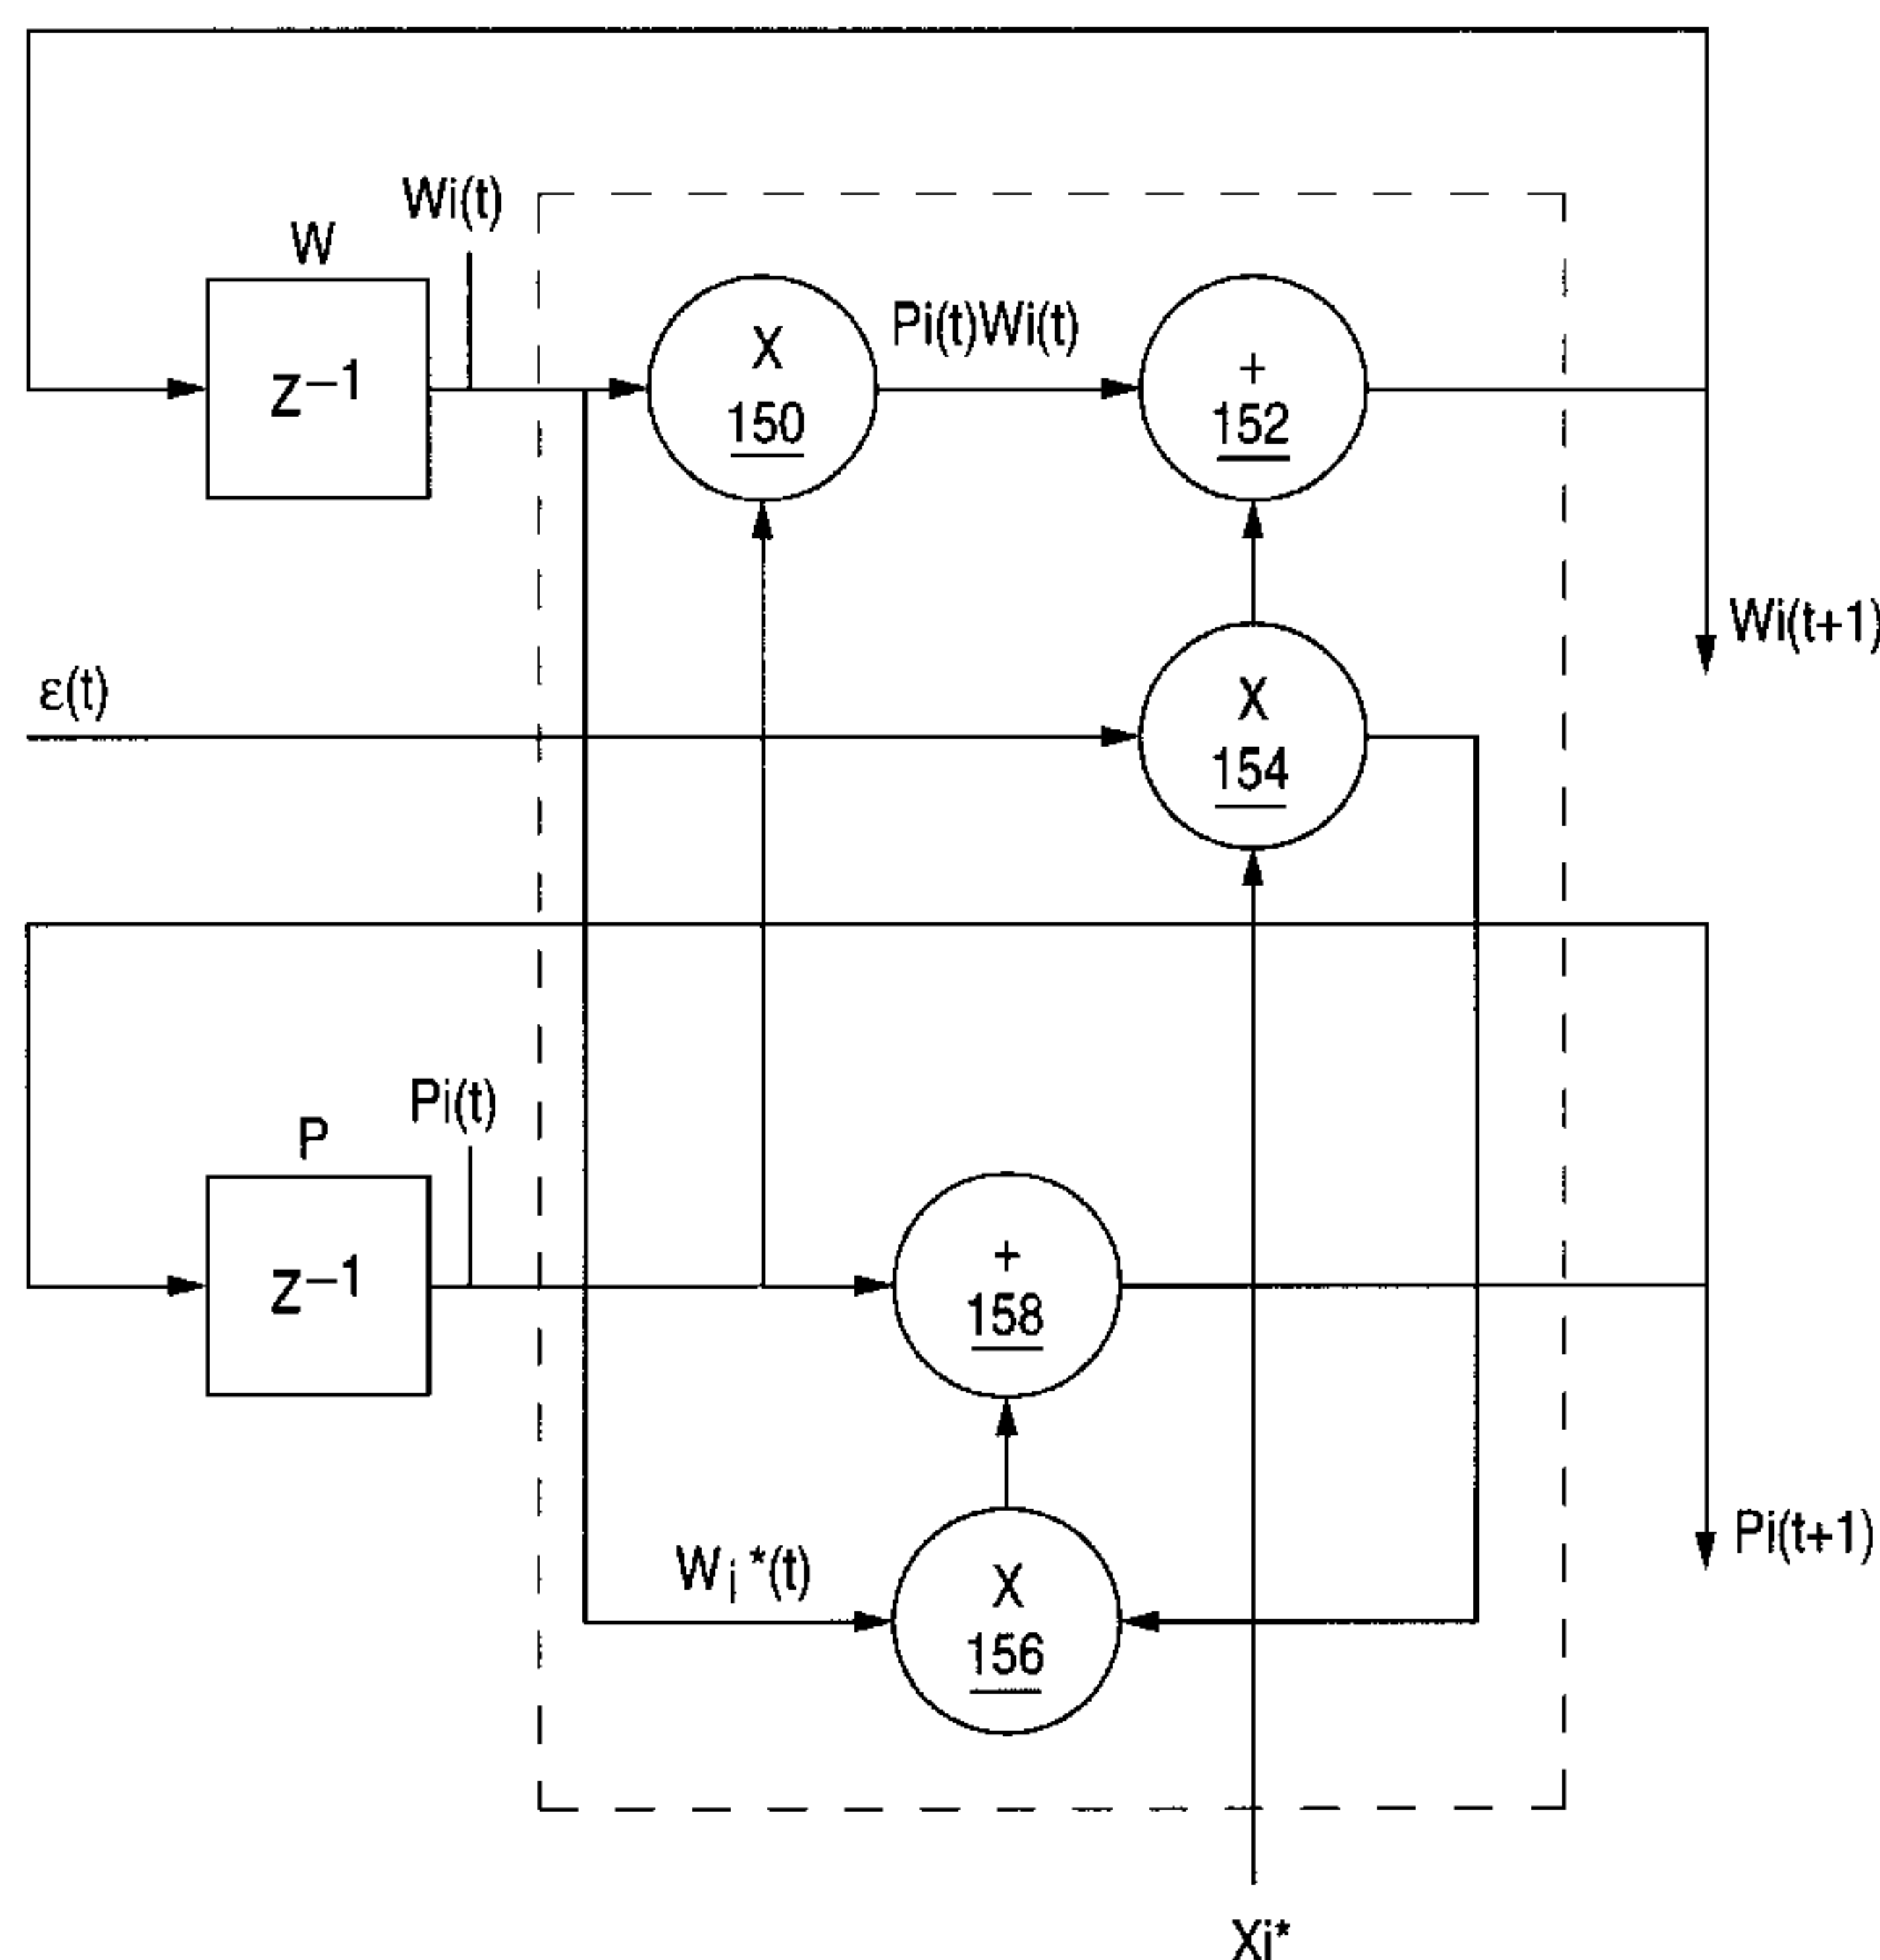 Wi(t)
W
z–1
X
150
Pi(t)Wi(t)
+
152
Wi(t+1)
ε(t)
X
154
Pi(t)
P
z–1
+
158
Pi(t+1)
Wi*(t)
X
156
Xi*